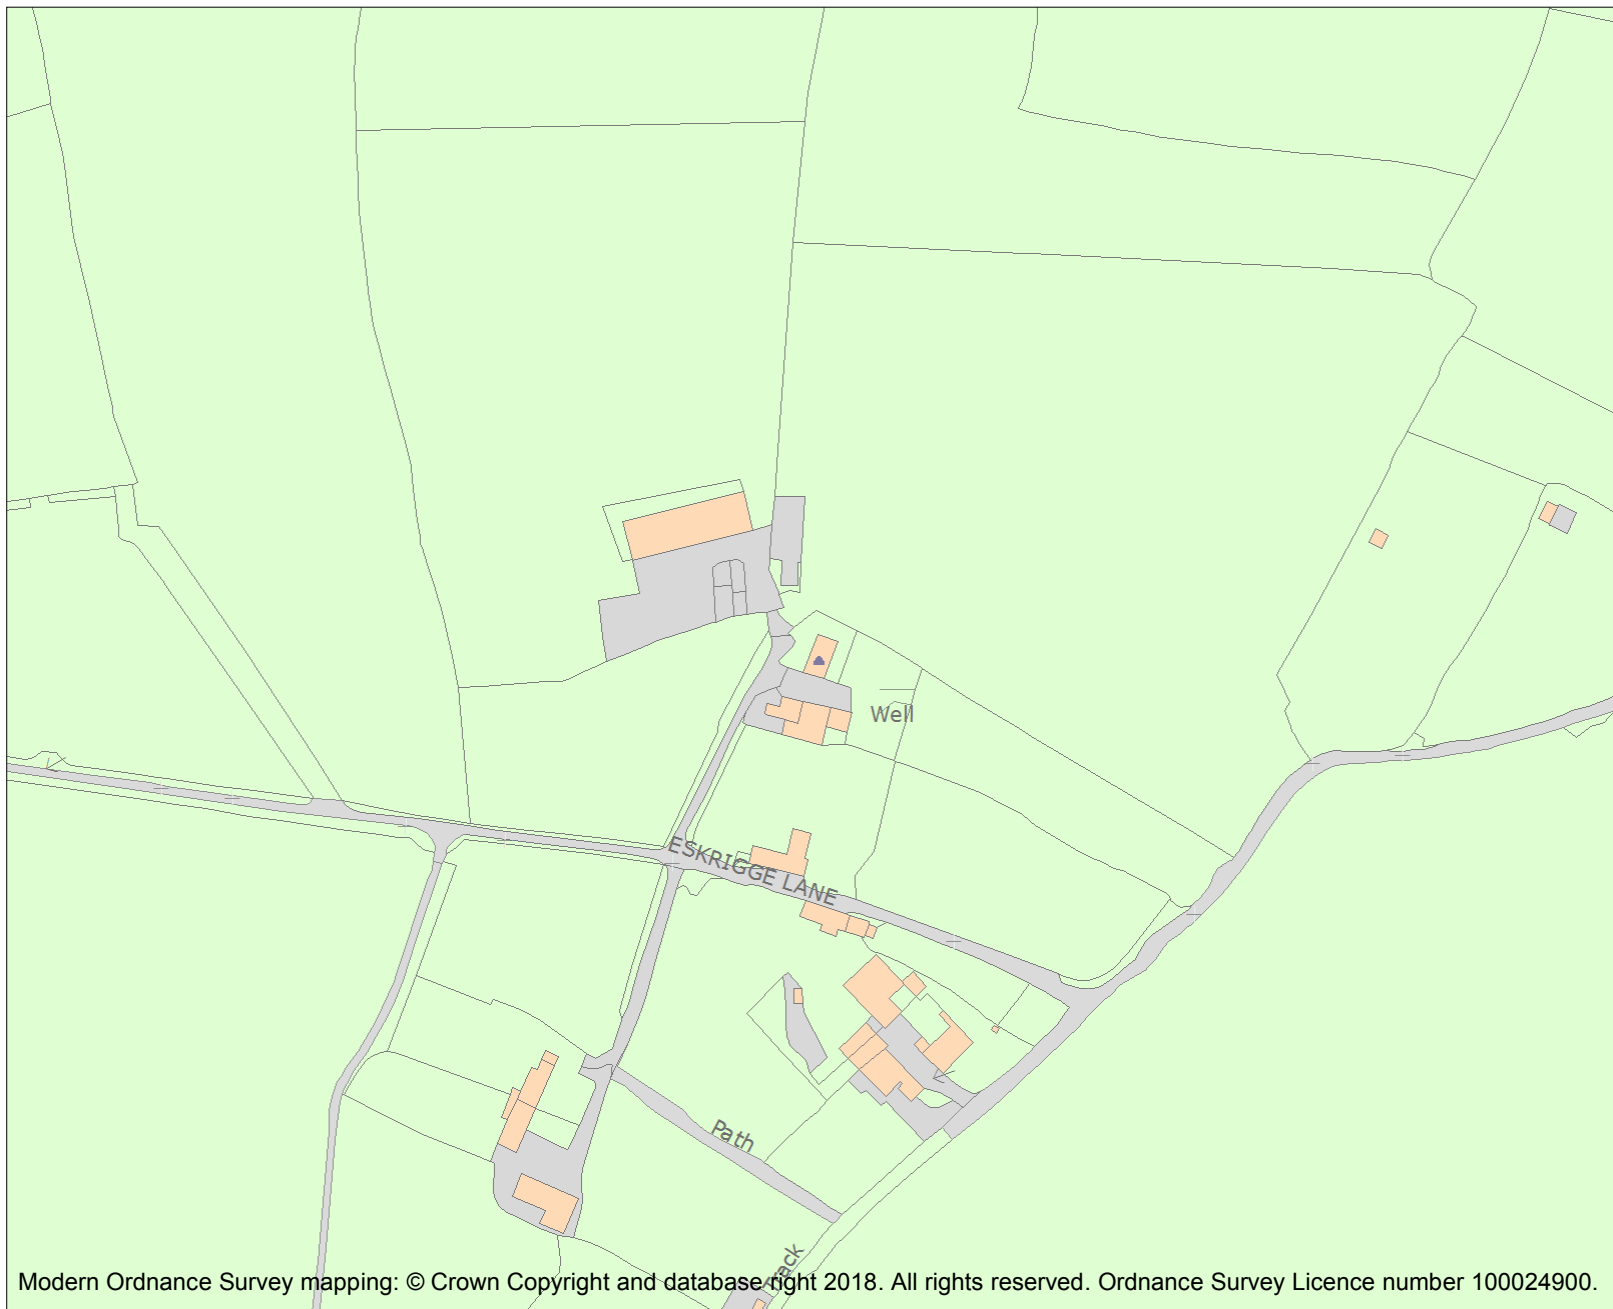 Well
ESKRIGGE LANE
Path
Track
Modern Ordnance Survey mapping: © Crown Copyright and database right 2018. All rights reserved. Ordnance Survey Licence number 100024900.